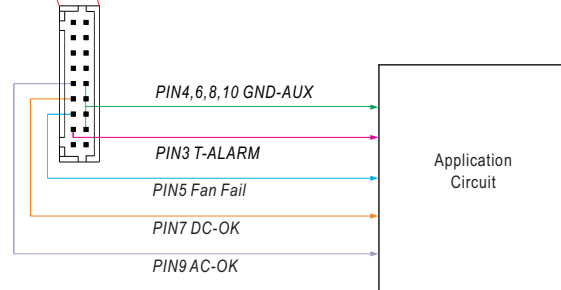 PIN4,6,8,10 GND-AUX
PIN3 T-ALARM
Application
Circuit
PIN5 Fan Fail
PIN7 DC-OK
PIN9 AC-OK